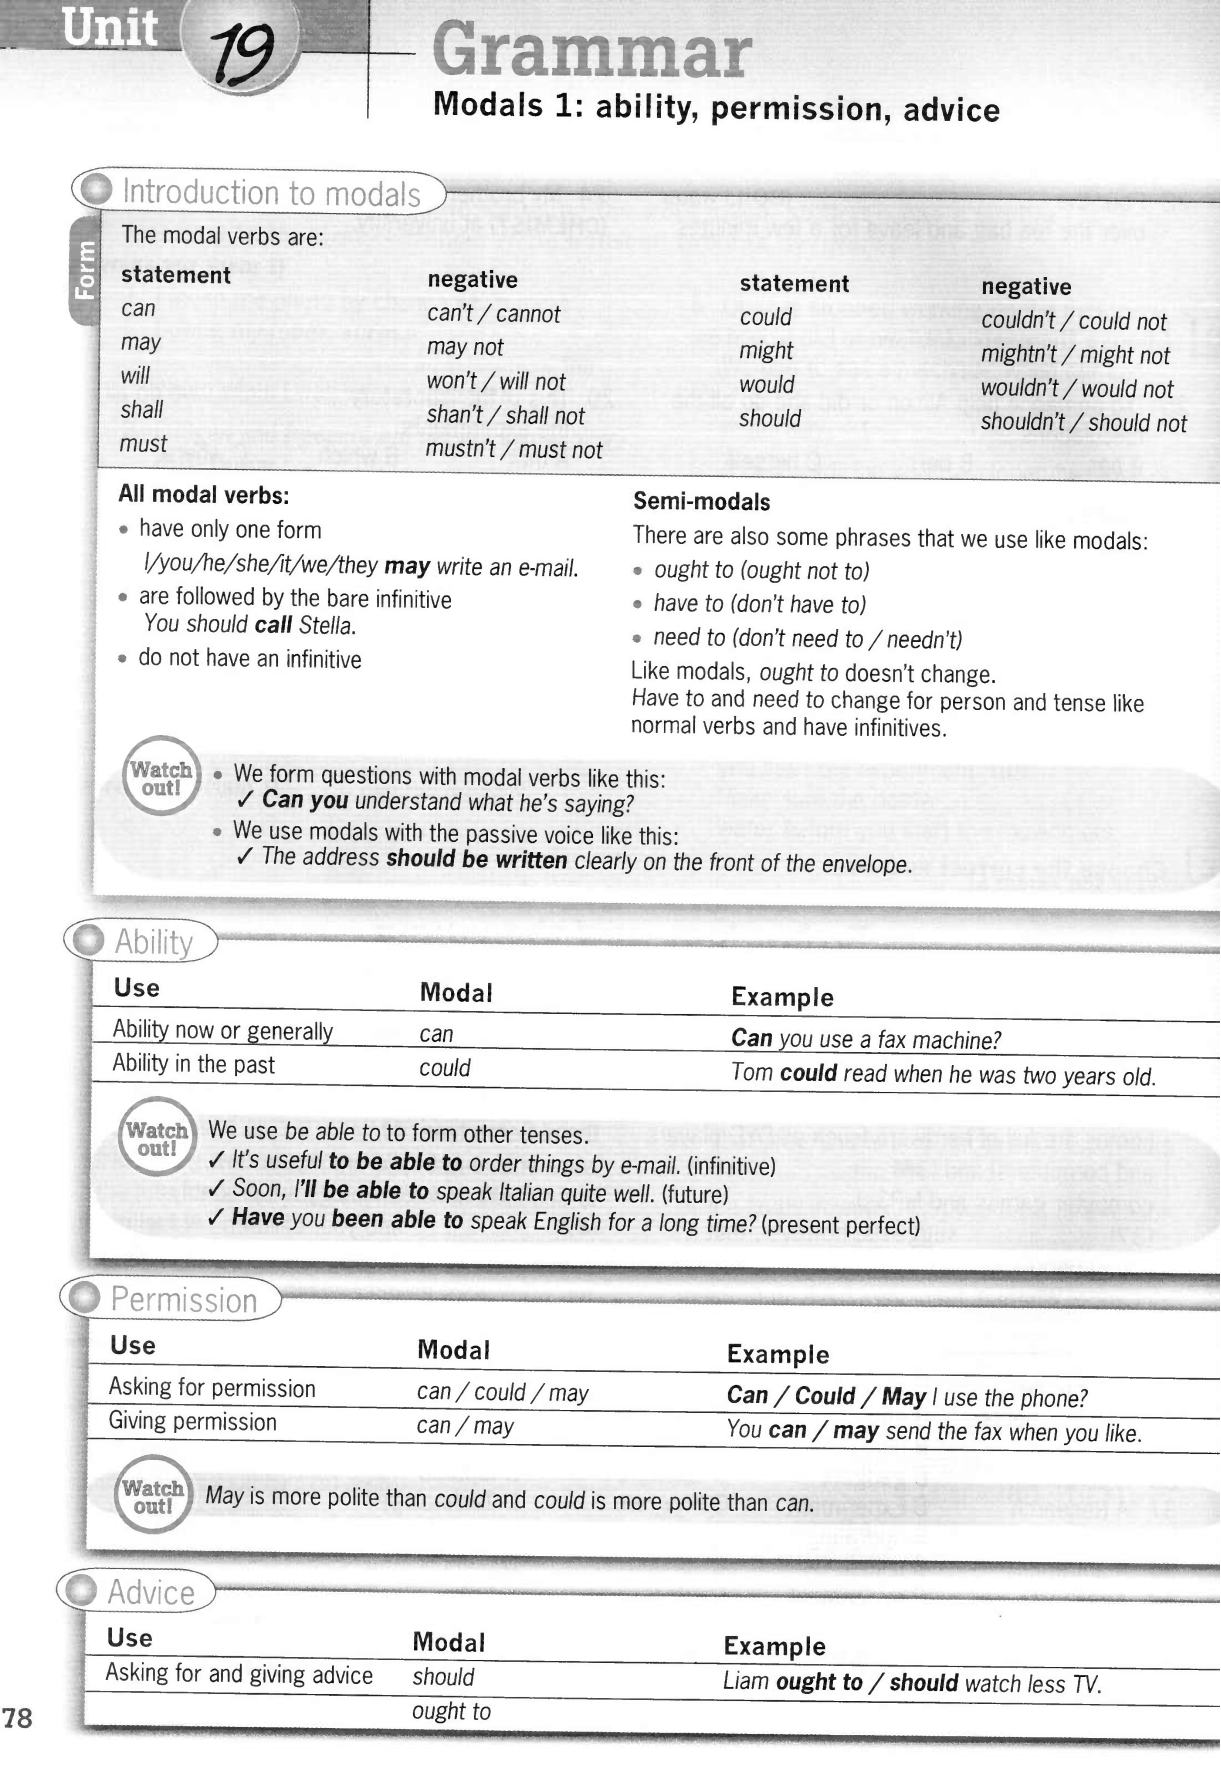 Unit 19
Grammar
Modals 1: ability, permission, advice
Introduction to modals
Form
The modal verbs are:
statement negative statement negative
can can't / cannot could couldn't / could not
may may not might mightn't / might not
will won't / will not would wouldn't / would not
shall shan't / shall not should shouldn't / should not
must mustn't / must not
All modal verbs:
• have only one form
I/you/he/she/it/we/they may write an e-mail.
• are followed by the bare infinitive
You should call Stella.
• do not have an infinitive
Semi-modals
There are also some phrases that we use like modals:
• ought to (ought not to)
• have to (don't have to)
• need to (don't need to / needn't)
Like modals, ought to doesn't change.
Have to and need to change for person and tense like
normal verbs and have infinitives.
Watch
out!
• We form questions with modal verbs like this:
✓ Can you understand what he's saying?
• We use modals with the passive voice like this:
✓ The address should be written clearly on the front of the envelope.
Ability
Use Modal Example
Ability now or generally can Can you use a fax machine?
Ability in the past could Tom could read when he was two years old.
Watch
out!
We use be able to to form other tenses.
✓ It's useful to be able to order things by e-mail. (infinitive)
✓ Soon, I'll be able to speak Italian quite well. (future)
✓ Have you been able to speak English for a long time? (present perfect)
Permission
Use Modal Example
Asking for permission can / could / may Can / Could / May I use the phone?
Giving permission can / may You can / may send the fax when you like.
Watch
out!
May is more polite than could and could is more polite than can.
Advice
Use Modal Example
Asking for and giving advice should Liam ought to / should watch less TV.
ought to
78